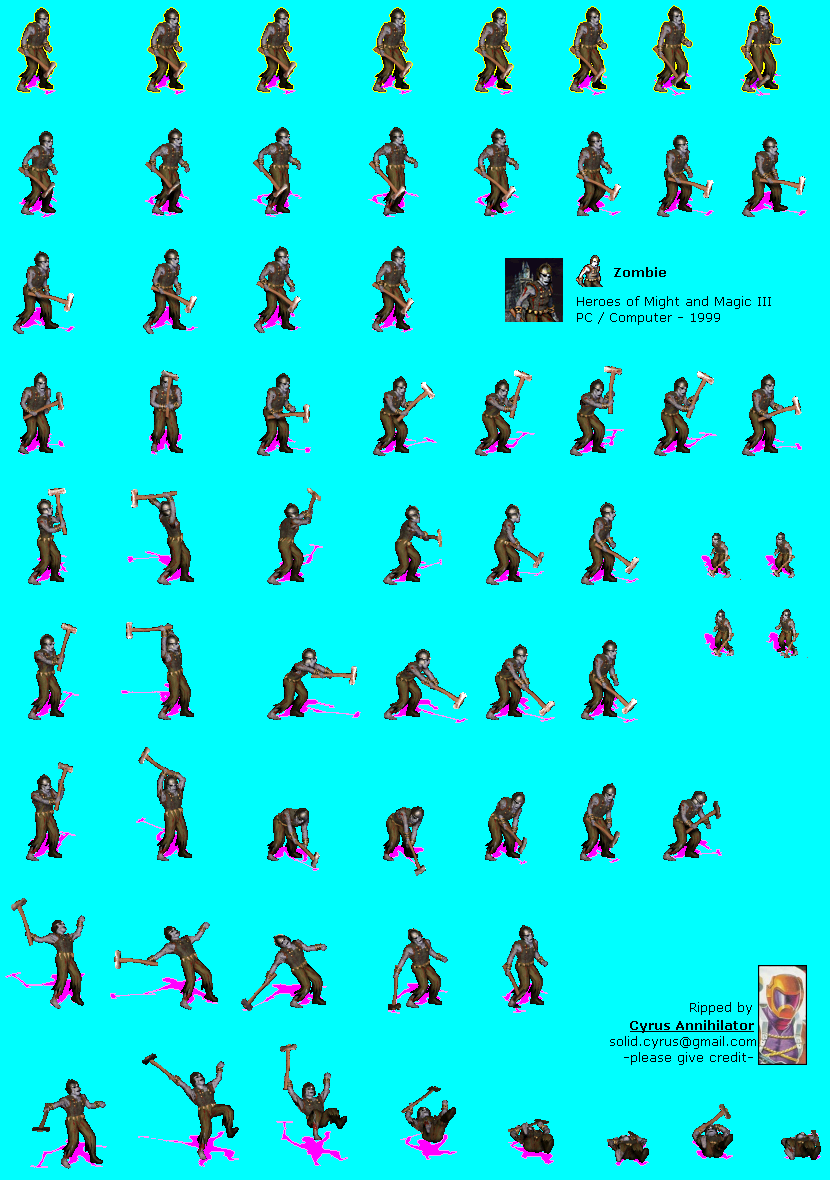 Zombie
Heroes of Might and Magic III
PC / Computer - 1999
Ripped by
Cyrus Annihilator
solid.cyrus@gmail.com
-please give credit-